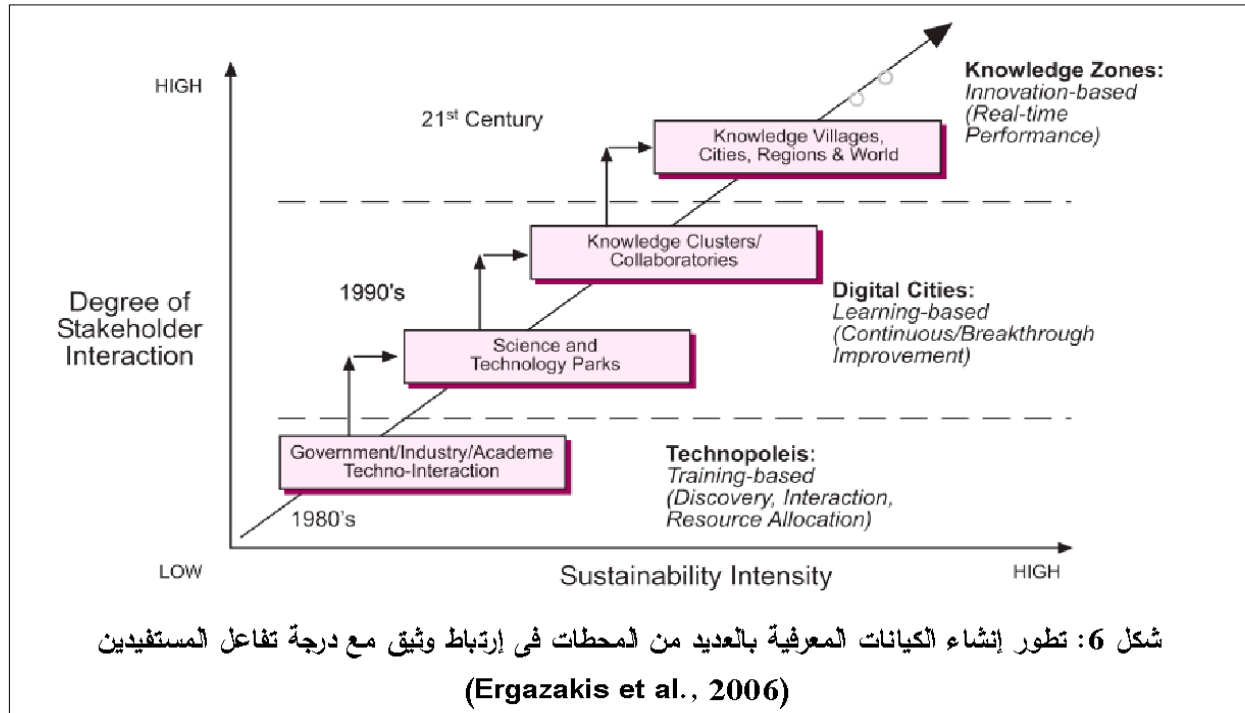 HIGH
21st Century
Knowledge Zones:
Innovation-based
(Real-time
Performance)
Knowledge Villages,
Cities, Regions & World
Knowledge Clusters/
Collaboratories
1990's
Degree of
Stakeholder
Interaction
Digital Cities:
Learning-based
(Continuous/Breakthrough
Improvement)
Science and
Technology Parks
Government/Industry/Academe
Techno-Interaction
Technopoleis:
Training-based
(Discovery, Interaction,
Resource Allocation)
1980's
LOW
Sustainability Intensity
HIGH
شكل 6: تطور إنشاء الكيانات المعرفية بالعديد من المحطات فى إرتباط وثيق مع درجة تفاعل المستفيدين
(Ergazakis et al., 2006)